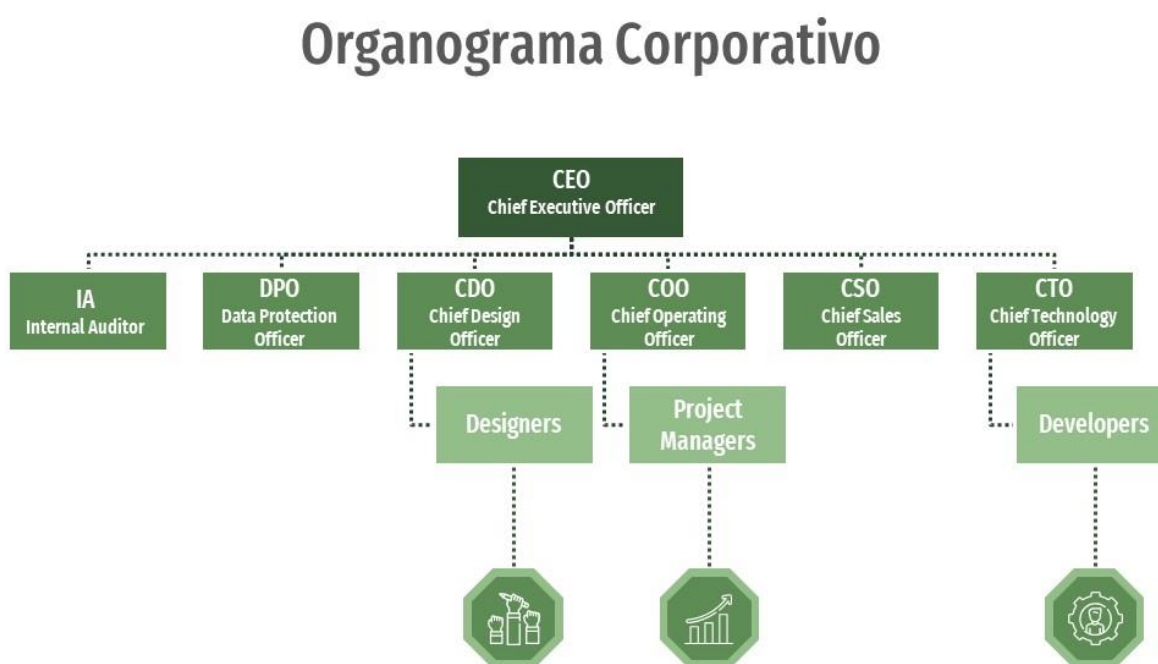 Organograma Corporativo
CEO
Chief Executive Officer
IA
Internal Auditor
DPO
Data Protection
Officer
CDO
Chief Design
Officer
COO
Chief Operating
Officer
CSO
Chief Sales
Officer
CTO
Chief Technology
Officer
Designers
Project
Managers
Developers